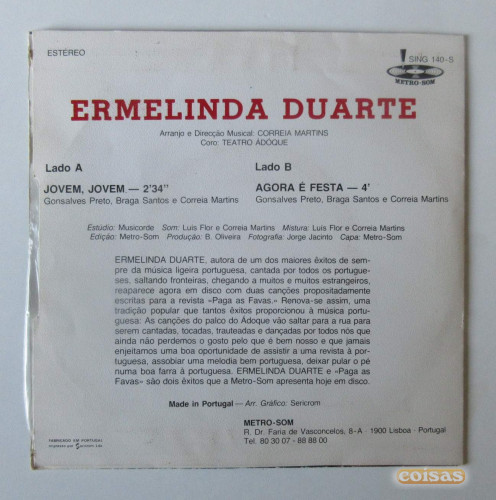 ESTÉREO
SING 140-S
METRO-SOM
ERMELINDA DUARTE
Arranjo e Direcção Musical: CORREIA MARTINS
Coro: TEATRO ÁDÓQUE
Lado A
JOVEM, JOVEM — 2'34"
Gonsalves Preto, Braga Santos e Correia Martins
Lado B
AGORA É FESTA — 4'
Gonsalves Preto, Braga Santos e Correia Martins
Estúdio: Musicorde Som: Luis Flor e Correia Martins Mistura: Luis Flor e Correia Martins
Edição: Metro-Som Produção: B. Oliveira Fotografia: Jorge Jacinto Capa: Metro-Som
ERMELINDA DUARTE, autora de um dos maiores êxitos de sem-
pre da música ligeira portuguesa, cantada por todos os portugue-
ses, saltando fronteiras, chegando a muitos e muitos estrangeiros,
reaparece agora em disco com duas canções propositadamente
escritas para a revista «Paga as Favas.» Renova-se assim, uma
tradição popular que tantos êxitos proporcionou à música portu-
guesa: As canções do palco do Ádoque vão saltar para a rua para
serem cantadas, tocadas, trauteadas e dançadas por todos nós que
ainda não perdemos o gosto pelo que é bem nosso e que jamais
enjeitamos uma boa oportunidade de assistir a uma revista à por-
tuguesa, assobiar uma melodia bem portuguesa, deixar pular o pé
numa boa farra à portuguesa. ERMELINDA DUARTE e «Paga as
Favas» são dois êxitos que a Metro-Som apresenta hoje em disco.
Made in Portugal — Arr. Gráfico: Sericrom
METRO-SOM
R. Dr. Faria de Vasconcelos, 8-A · 1900 Lisboa · Portugal
Tel. 80 30 07 - 88 88 00
FABRICADO EM PORTUGAL
coisas